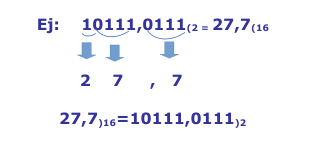 Ej: 10111,0111(2 = 27,7(16
2 7 , 7
27,7)16=10111,0111)2